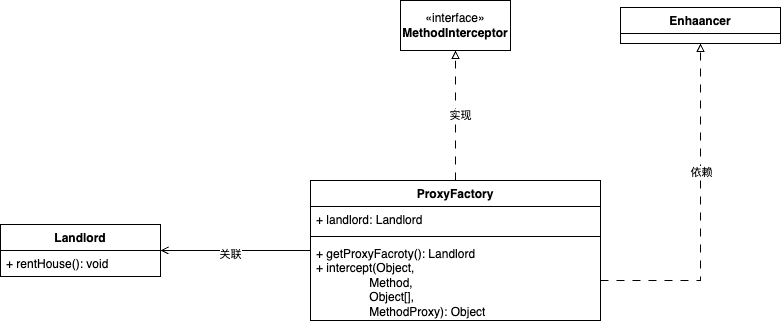 «interface»
MethodInterceptor
Enhaancer
实现
依赖
ProxyFactory
+ landlord: Landlord
+ getProxyFacroty(): Landlord
+ intercept(Object,
Method,
Object[],
MethodProxy): Object
关联
Landlord
+ rentHouse(): void